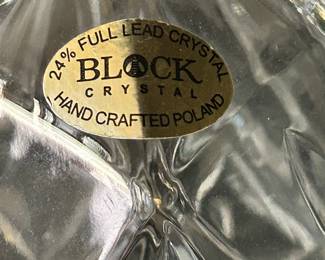 24% FULL LEAD CRYSTAL
BLOCK
CRYSTAL
HAND CRAFTED POLAND